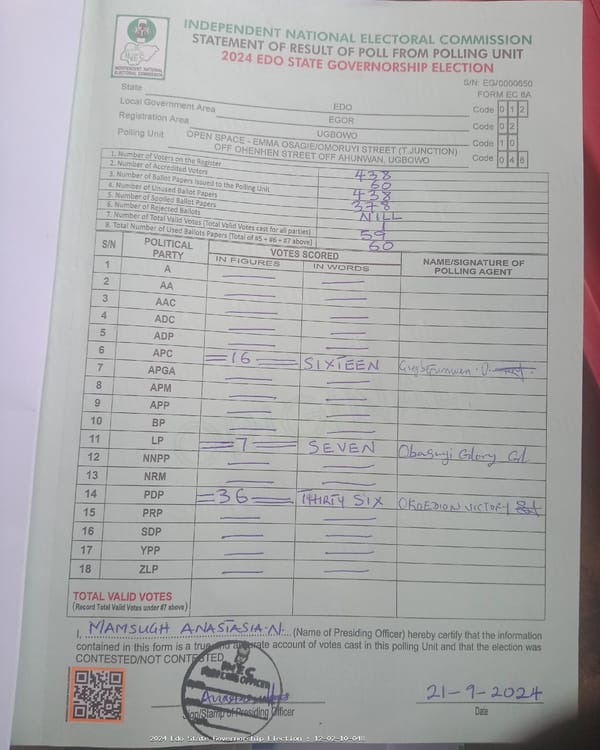 INDEPENDENT NATIONAL ELECTORAL COMMISSION
STATEMENT OF RESULT OF POLL FROM POLLING UNIT
2024 EDO STATE GOVERNORSHIP ELECTION
INEC
INDEPENDENT NATIONAL ELECTORAL COMMISSION
S/N: EG/0000650
FORM EC 8A
State EDO Code 0 1 2
Local Government Area EGOR Code 0 2
Registration Area UGBOWO Code 1 0
Polling Unit OPEN SPACE - EMMA OSAGIE/OMORUYI STREET (T.JUNCTION) OFF OHENHEN STREET OFF AHUNWAN, UGBOWO Code 0 4 8
1. Number of Voters on the Register 438
2. Number of Accredited Voters 60
3. Number of Ballot Papers Issued to the Polling Unit 438
4. Number of Unused Ballot Papers 378
5. Number of Spoiled Ballot Papers NILL
6. Number of Rejected Ballots 1
7. Number of Total Valid Votes (Total Valid Votes cast for all parties) 59
8. Total Number of Used Ballots Papers (Total of #5 + #6 + #7 above) 60
S/N POLITICAL PARTY VOTES SCORED NAME/SIGNATURE OF POLLING AGENT
IN FIGURES IN WORDS
1 A
2 AA
3 AAC
4 ADC
5 ADP
6 APC 16 SIXTEEN
7 APGA
8 APM
9 APP
10 BP
11 LP 7 SEVEN Obasuyi Glory
12 NNPP
13 NRM
14 PDP 36 THIRTY SIX OKOEDION VICTORY
15 PRP
16 SDP
17 YPP
18 ZLP
TOTAL VALID VOTES
(Record Total Valid Votes under #7 above)
I, MAMSUGH ANASTASIA.N. (Name of Presiding Officer) hereby certify that the information
contained in this form is a true and accurate account of votes cast in this polling Unit and that the election was
CONTESTED/NOT CONTESTED
21-9-2024
Sign/Stamp of Presiding Officer Date
2024 Edo State Governorship Election : 12-02-10-048